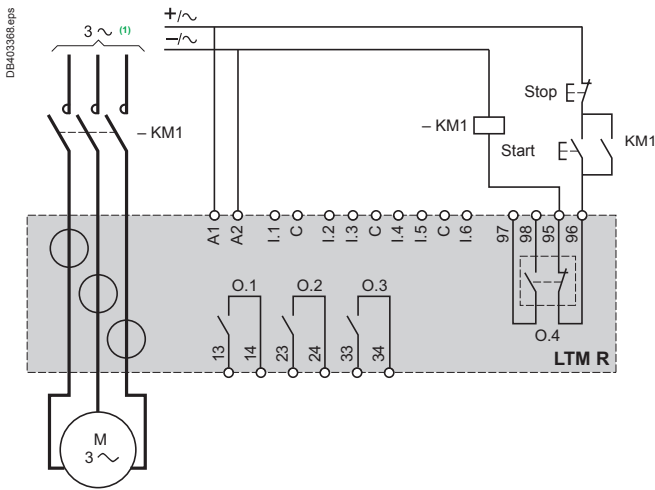 DB403368.eps
3 ∼ (1)
+/∼
−/∼
Stop
– KM1
– KM1
Start
KM1
A1 A2 I.1 C I.2 I.3 C I.4 I.5 C I.6 97 98 95 96
O.1 O.2 O.3
O.4
13 14 23 24 33 34
LTM R
M
3 ∼